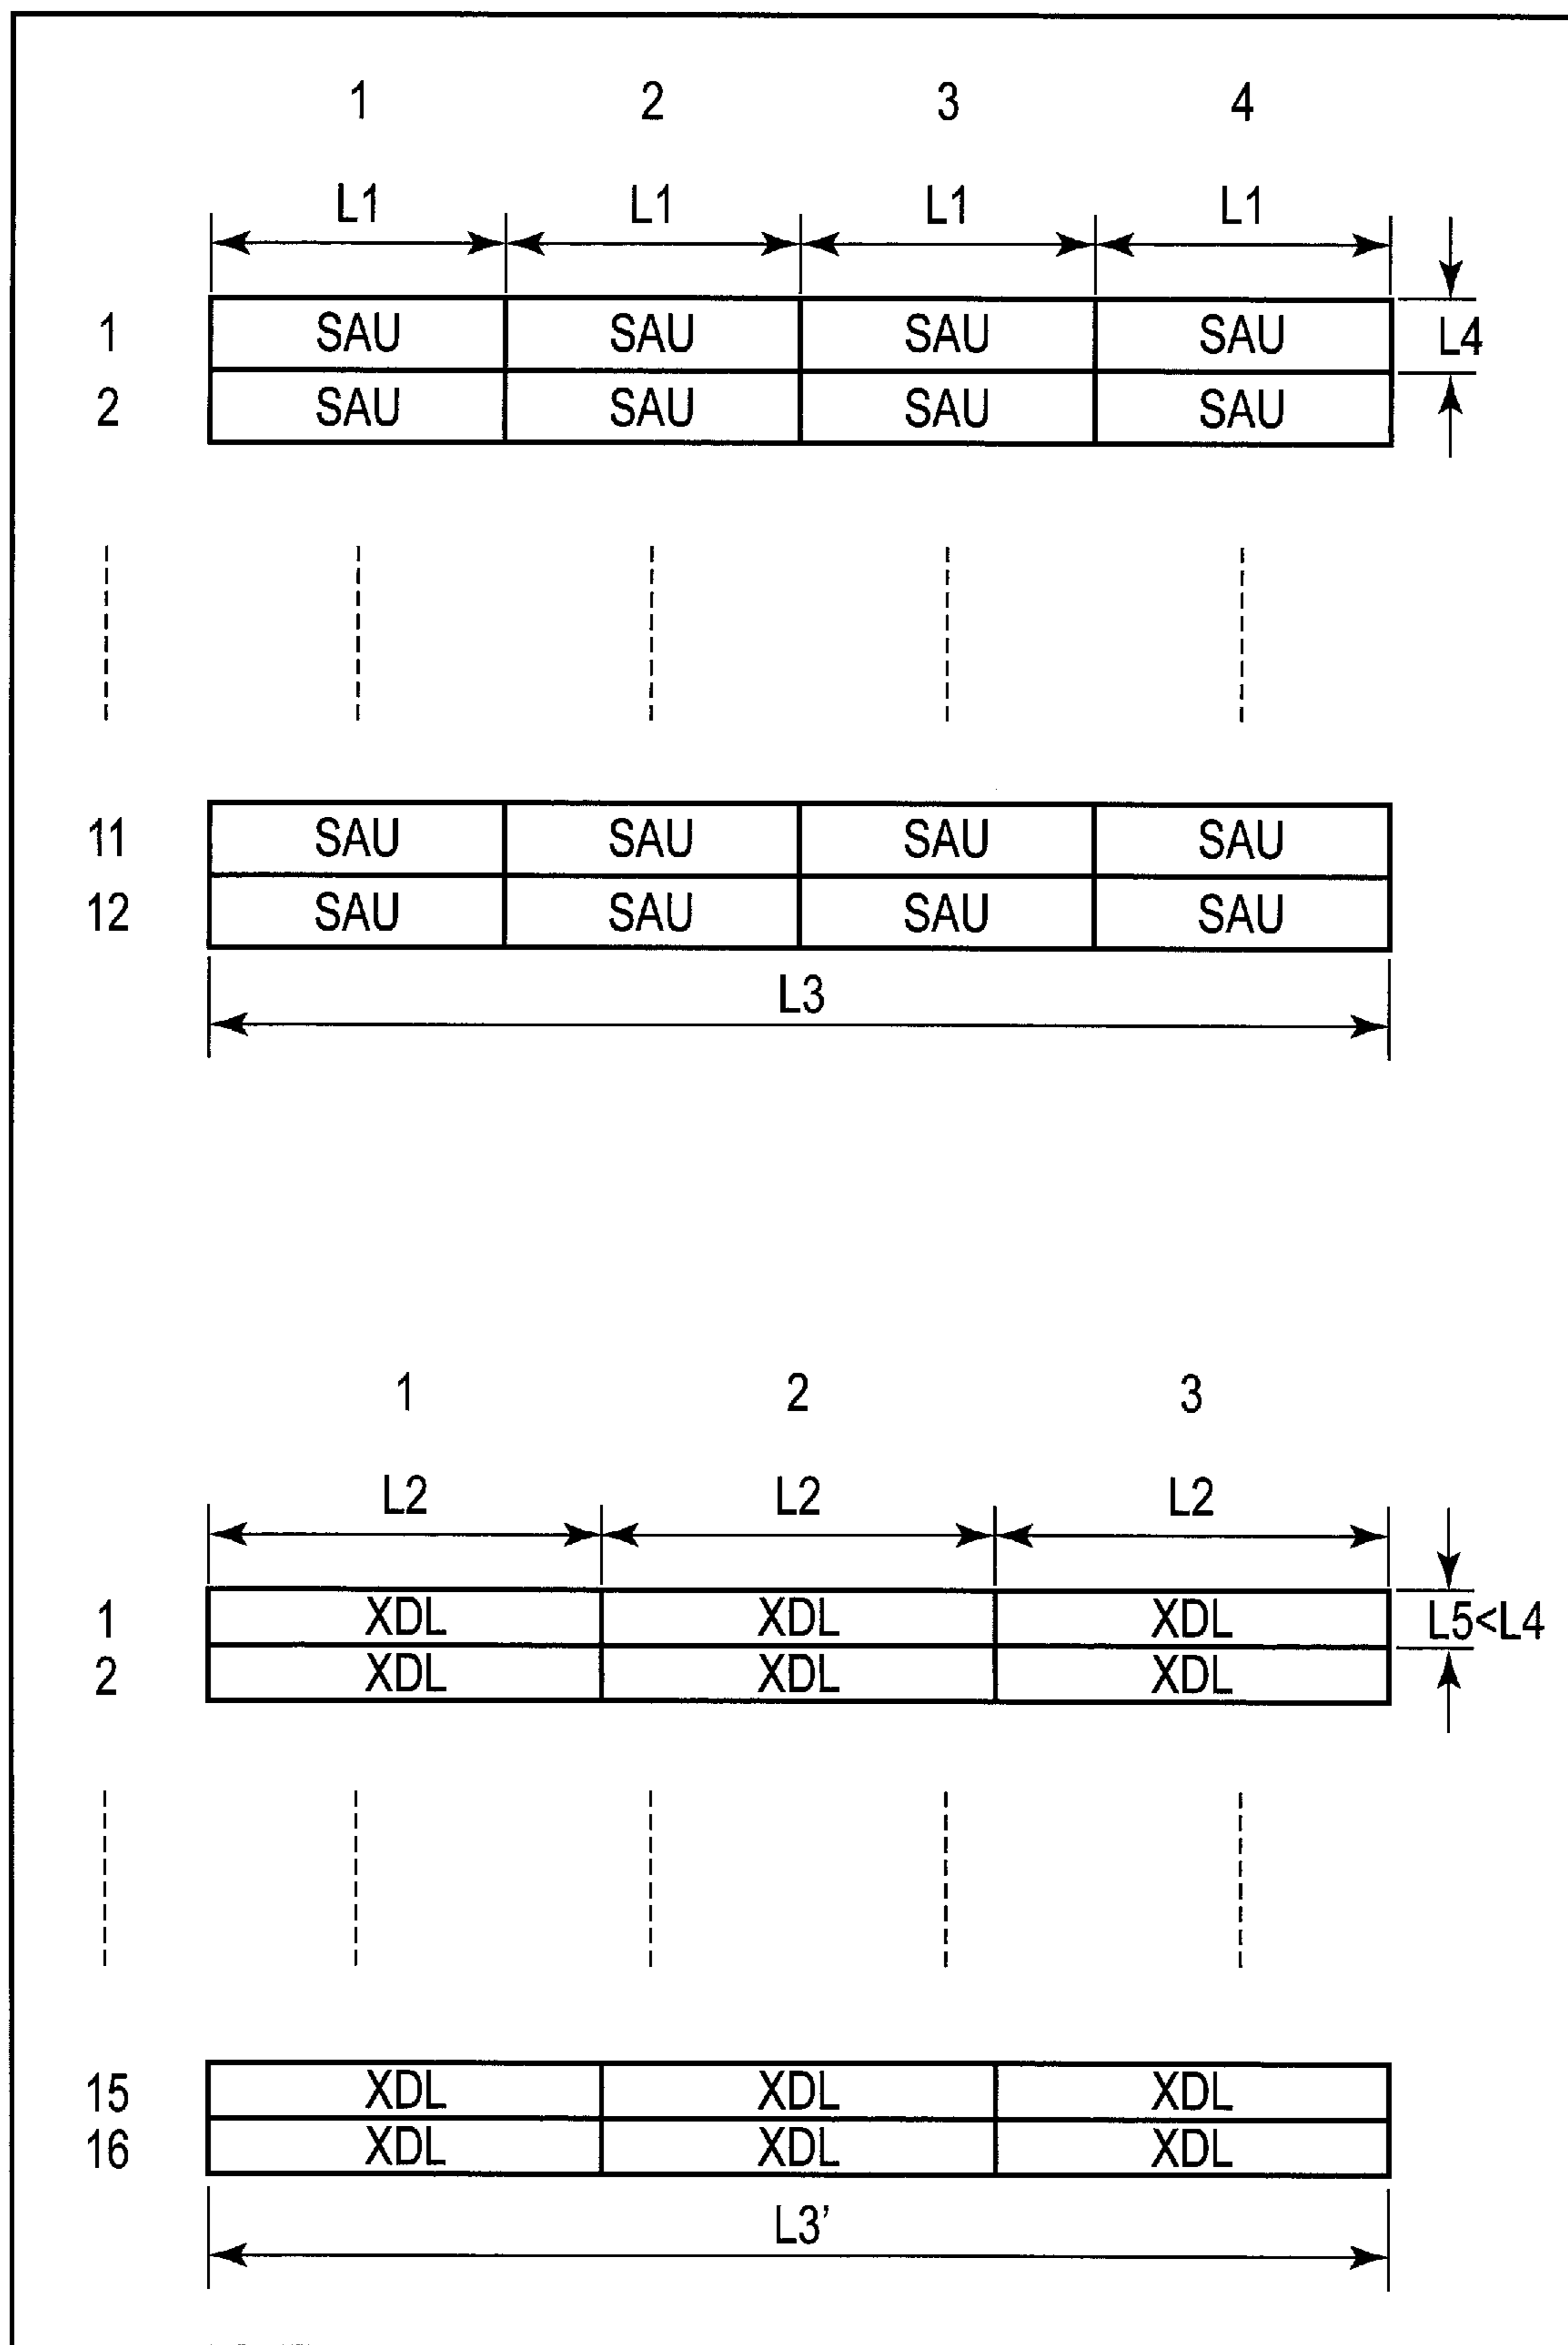 1 2 3 4
L1 L1 L1 L1
1 SAU SAU SAU SAU L4
2 SAU SAU SAU SAU
11 SAU SAU SAU SAU
12 SAU SAU SAU SAU
L3
1 2 3
L2 L2 L2
1 XDL XDL XDL L5<L4
2 XDL XDL XDL
15 XDL XDL XDL
16 XDL XDL XDL
L3'